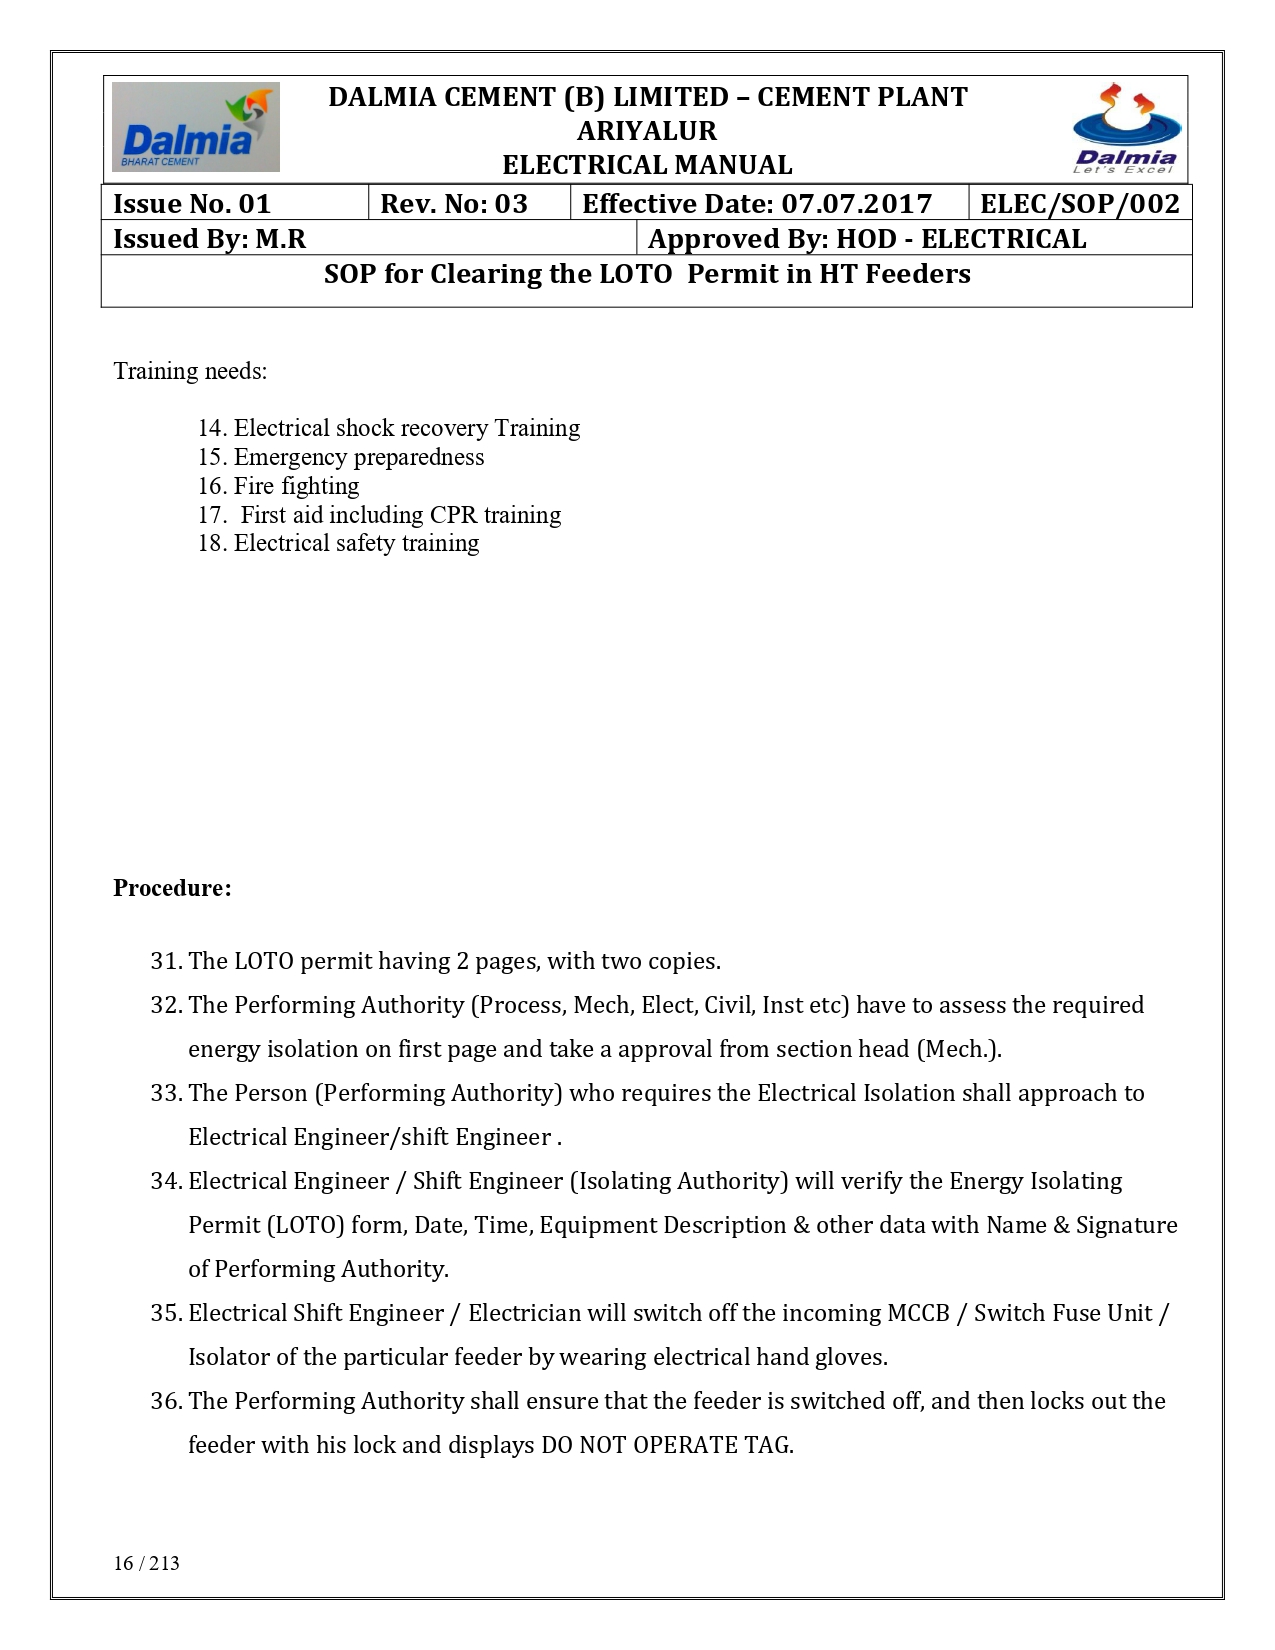 Dalmia
BHARAT CEMENT
DALMIA CEMENT (B) LIMITED – CEMENT PLANT
ARIYALUR
ELECTRICAL MANUAL
Dalmia
Let's Excel
Issue No. 01 Rev. No: 03 Effective Date: 07.07.2017 ELEC/SOP/002
Issued By: M.R Approved By: HOD - ELECTRICAL
SOP for Clearing the LOTO  Permit in HT Feeders
Training needs:
14. Electrical shock recovery Training
15. Emergency preparedness
16. Fire fighting
17.  First aid including CPR training
18. Electrical safety training
Procedure:
31. The LOTO permit having 2 pages, with two copies.
32. The Performing Authority (Process, Mech, Elect, Civil, Inst etc) have to assess the required
energy isolation on first page and take a approval from section head (Mech.).
33. The Person (Performing Authority) who requires the Electrical Isolation shall approach to
Electrical Engineer/shift Engineer .
34. Electrical Engineer / Shift Engineer (Isolating Authority) will verify the Energy Isolating
Permit (LOTO) form, Date, Time, Equipment Description & other data with Name & Signature
of Performing Authority.
35. Electrical Shift Engineer / Electrician will switch off the incoming MCCB / Switch Fuse Unit /
Isolator of the particular feeder by wearing electrical hand gloves.
36. The Performing Authority shall ensure that the feeder is switched off, and then locks out the
feeder with his lock and displays DO NOT OPERATE TAG.
16 / 213